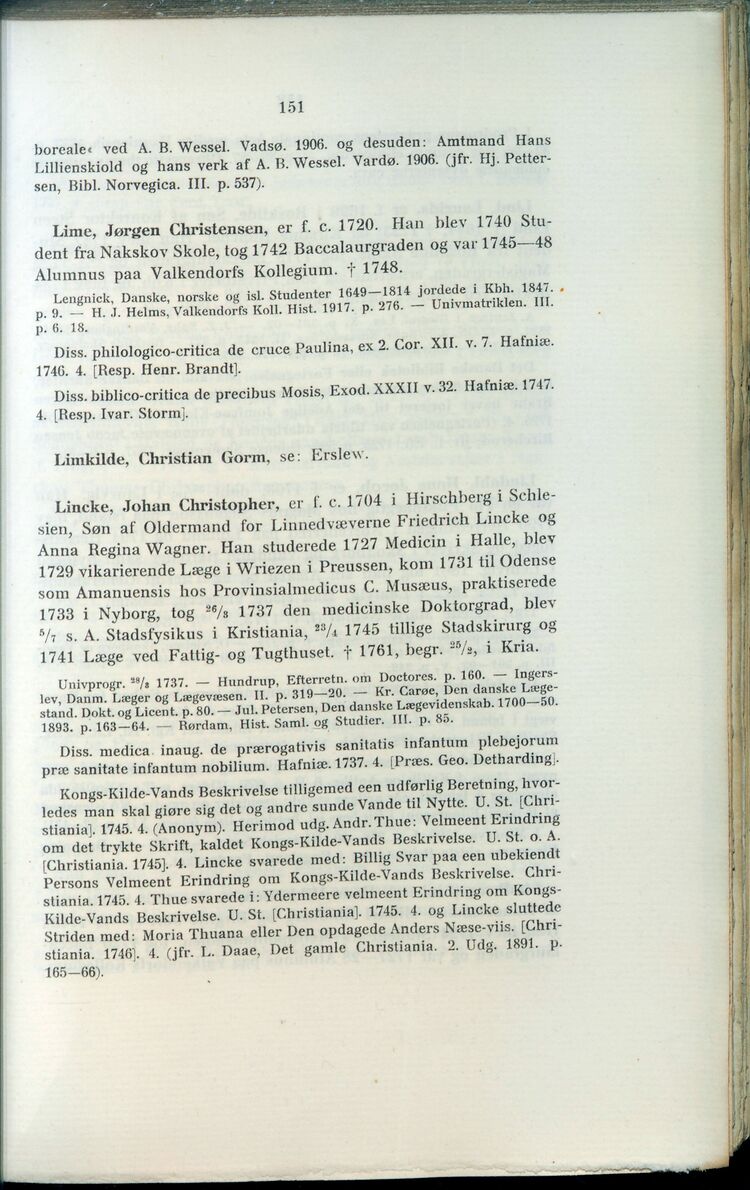 151
boreale« ved A. B. Wessel. Vadsø. 1906. og desuden: Amtmand Hans
Lillienskiold og hans verk af A. B. Wessel. Vardø. 1906. (jfr. Hj. Petter-
sen, Bibl. Norvegica. III. p. 537).
Lime, Jørgen Christensen, er f. c. 1720. Han blev 1740 Stu-
dent fra Nakskov Skole, tog 1742 Baccalaurgraden og var 1745—48
Alumnus paa Valkendorfs Kollegium. † 1748.
Lengnick, Danske, norske og isl. Studenter 1649—1814 jordede i Kbh. 1847.
p. 9. — H. J. Helms, Valkendorfs Koll. Hist. 1917. p. 276. — Univmatriklen. III.
p. 6. 18.
Diss. philologico-critica de cruce Paulina, ex 2. Cor. XII. v. 7. Hafniæ.
1746. 4. [Resp. Henr. Brandt].
Diss. biblico-critica de precibus Mosis, Exod. XXXII v. 32. Hafniæ. 1747.
4. [Resp. Ivar. Storm].
Limkilde, Christian Gorm, se: Erslew.
Lincke, Johan Christopher, er f. c. 1704 i Hirschberg i Schle-
sien, Søn af Oldermand for Linnedvæverne Friedrich Lincke og
Anna Regina Wagner. Han studerede 1727 Medicin i Halle, blev
1729 vikarierende Læge i Wriezen i Preussen, kom 1731 til Odense
som Amanuensis hos Provinsialmedicus C. Musæus, praktiserede
1733 i Nyborg, tog ²⁶/₈ 1737 den medicinske Doktorgrad, blev
⁵/₇ s. A. Stadsfysikus i Kristiania, ²³/₄ 1745 tillige Stadskirurg og
1741 Læge ved Fattig- og Tugthuset. † 1761, begr. ²⁵/₂, i Kria.
Univprogr. ²⁸/₈ 1737. — Hundrup, Efterretn. om Doctores. p. 160. — Ingers-
lev, Danm. Læger og Lægevæsen. II. p. 319—20. — Kr. Carøe, Den danske Læge-
stand. Dokt. og Licent. p. 80. — Jul. Petersen, Den danske Lægevidenskab. 1700—50.
1893. p. 163—64. — Rørdam, Hist. Saml. og Studier. III. p. 85.
Diss. medica inaug. de prærogativis sanitatis infantum plebejorum
præ sanitate infantum nobilium. Hafniæ. 1737. 4. [Præs. Geo. Detharding].
Kongs-Kilde-Vands Beskrivelse tilligemed een udførlig Beretning, hvor-
ledes man skal giøre sig det og andre sunde Vande til Nytte. U. St. [Chri-
stiania]. 1745. 4. (Anonym). Herimod udg. Andr. Thue: Velmeent Erindring
om det trykte Skrift, kaldet Kongs-Kilde-Vands Beskrivelse. U. St. o. A.
[Christiania. 1745]. 4. Lincke svarede med: Billig Svar paa een ubekiendt
Persons Velmeent Erindring om Kongs-Kilde-Vands Beskrivelse. Chri-
stiania. 1745. 4. Thue svarede i: Ydermeere velmeent Erindring om Kongs-
Kilde-Vands Beskrivelse. U. St. [Christiania]. 1745. 4. og Lincke sluttede
Striden med: Moria Thuana eller Den opdagede Anders Næse-viis. [Chri-
stiania. 1746]. 4. (jfr. L. Daae, Det gamle Christiania. 2. Udg. 1891. p.
165—66).